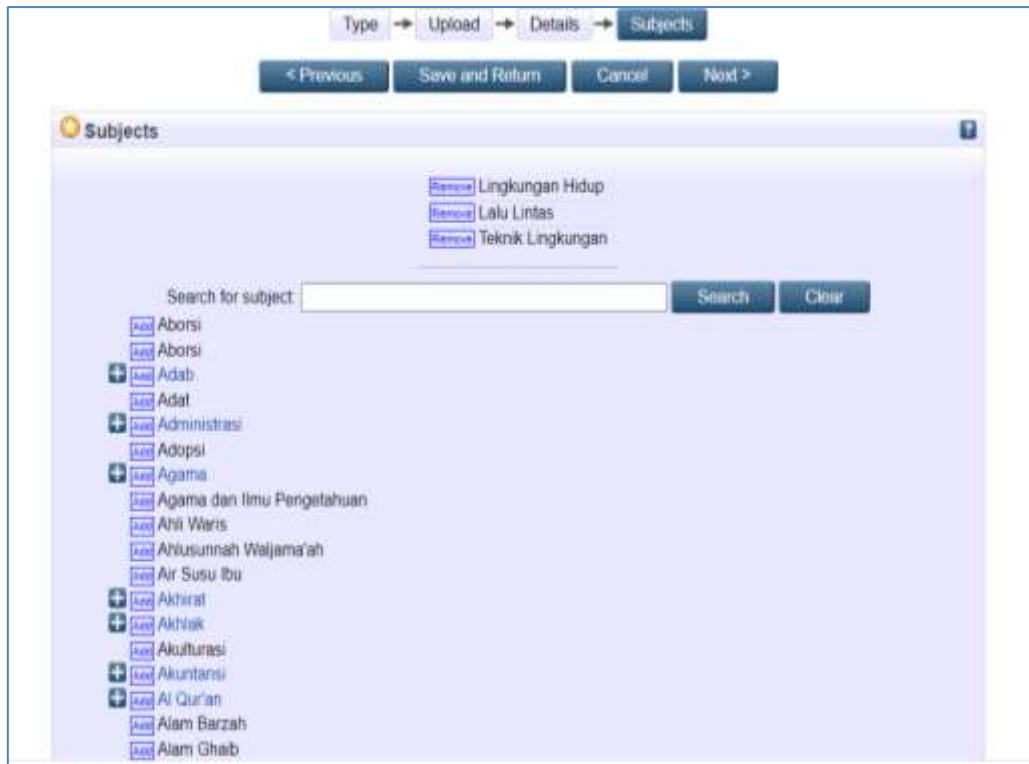 Type Upload Details Subjects
< Previous Save and Return Cancel Next >
Subjects ?
Remove Lingkungan Hidup
Remove Lalu Lintas
Remove Teknik Lingkungan
Search for subject: Search Clear
Add Aborsi
Add Aborsi
Add Adab
Add Adat
Add Administrasi
Add Adopsi
Add Agama
Add Agama dan Ilmu Pengetahuan
Add Ahli Waris
Add Ahlusunnah Waljama'ah
Add Air Susu Ibu
Add Akhirat
Add Akhlak
Add Akulturasi
Add Akuntansi
Add Al Qur'an
Add Alam Barzah
Add Alam Ghaib